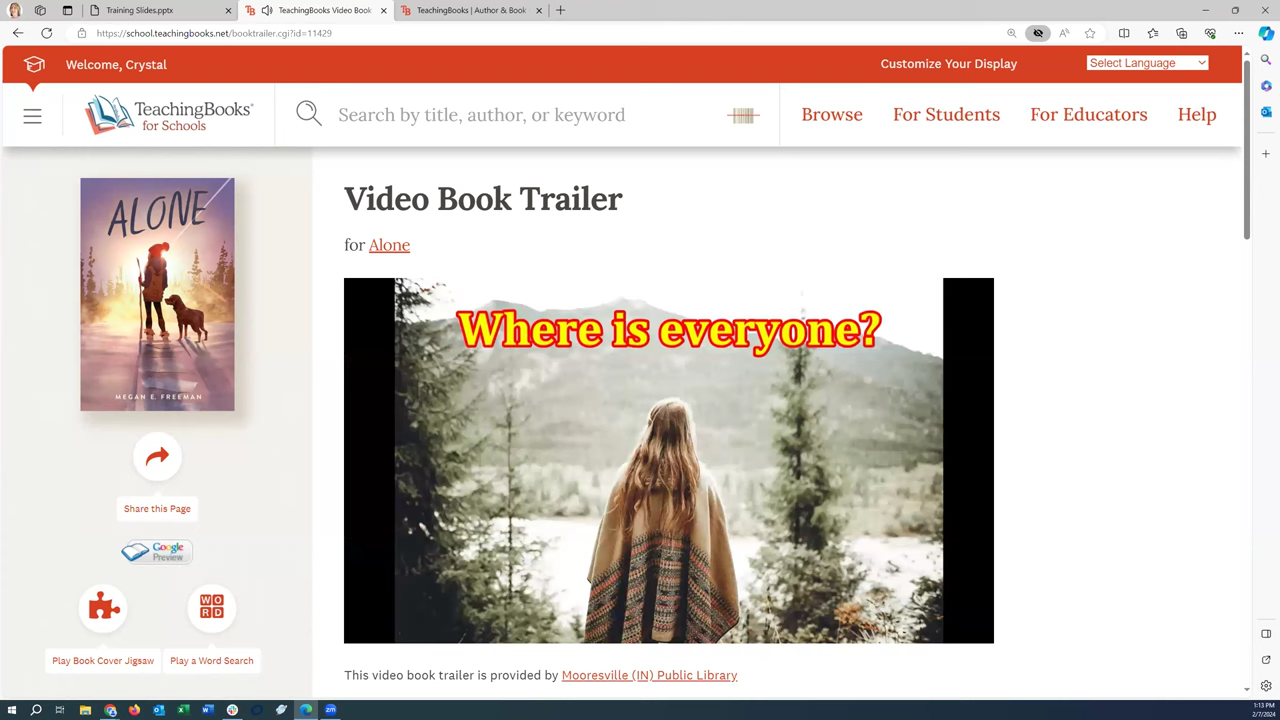 Training Slides.pptx
TeachingBooks Video Book
TeachingBooks | Author & Book
https://school.teachingbooks.net/booktrailer.cgi?id=11429
Welcome, Crystal
Customize Your Display
Select Language
TeachingBooks®
for Schools
Search by title, author, or keyword
Browse
For Students
For Educators
Help
ALONE
MEGAN E. FREEMAN
Video Book Trailer
for Alone
Where is everyone?
Share this Page
Google
Preview
WO
RD
Play Book Cover Jigsaw
Play a Word Search
This video book trailer is provided by Mooresville (IN) Public Library
1:13 PM
2/7/2024